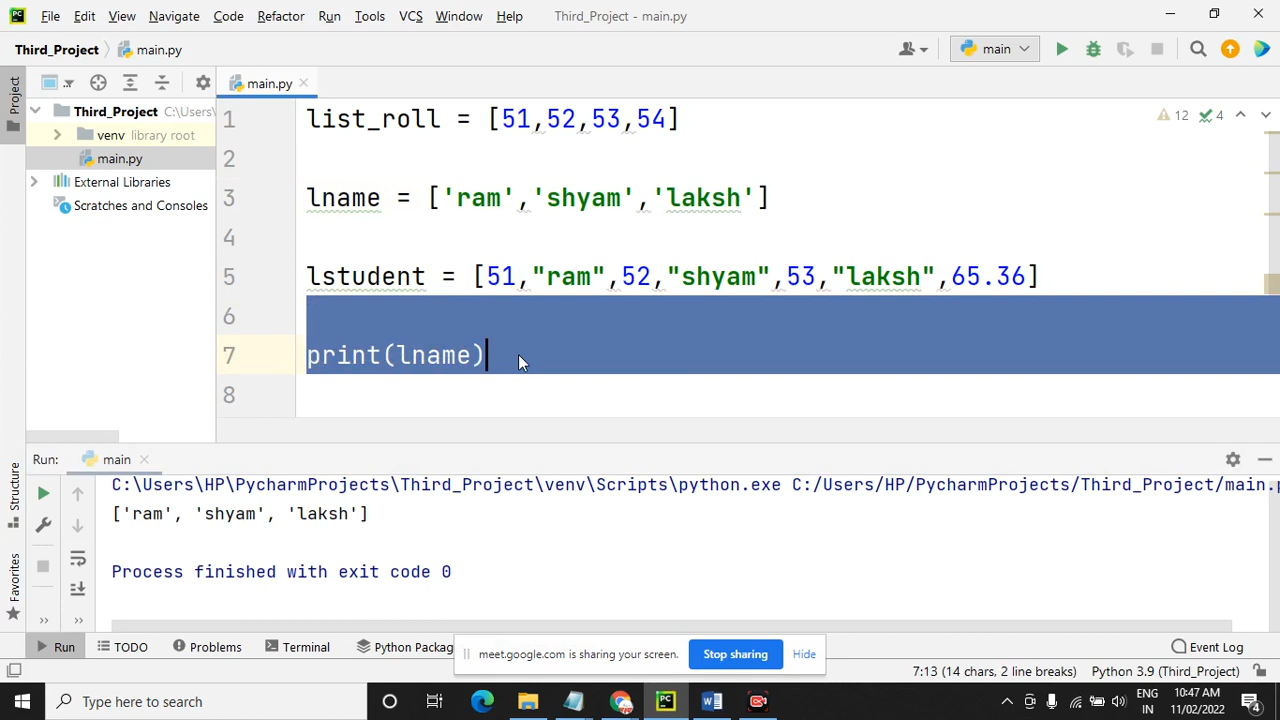 File Edit View Navigate Code Refactor Run Tools VCS Window Help Third_Project - main.py
Third_Project main.py main
main.py
Project
Third_Project C:\Users\
venv library root
main.py
External Libraries
Scratches and Consoles
12 4
1 list_roll = [51,52,53,54]
2
3 lname = ['ram','shyam','laksh']
4
5 lstudent = [51,"ram",52,"shyam",53,"laksh",65.36]
6
7 print(lname)
8
Run: main
Structure
Favorites
C:\Users\HP\PycharmProjects\Third_Project\venv\Scripts\python.exe C:/Users/HP/PycharmProjects/Third_Project/main.p
['ram', 'shyam', 'laksh']
Process finished with exit code 0
Run TODO Problems Terminal Python Packag Event Log
meet.google.com is sharing your screen. Stop sharing Hide
7:13 (14 chars, 2 line breaks) Python 3.9 (Third_Project)
Type here to search
ENG
IN
10:47 AM
11/02/2022
4